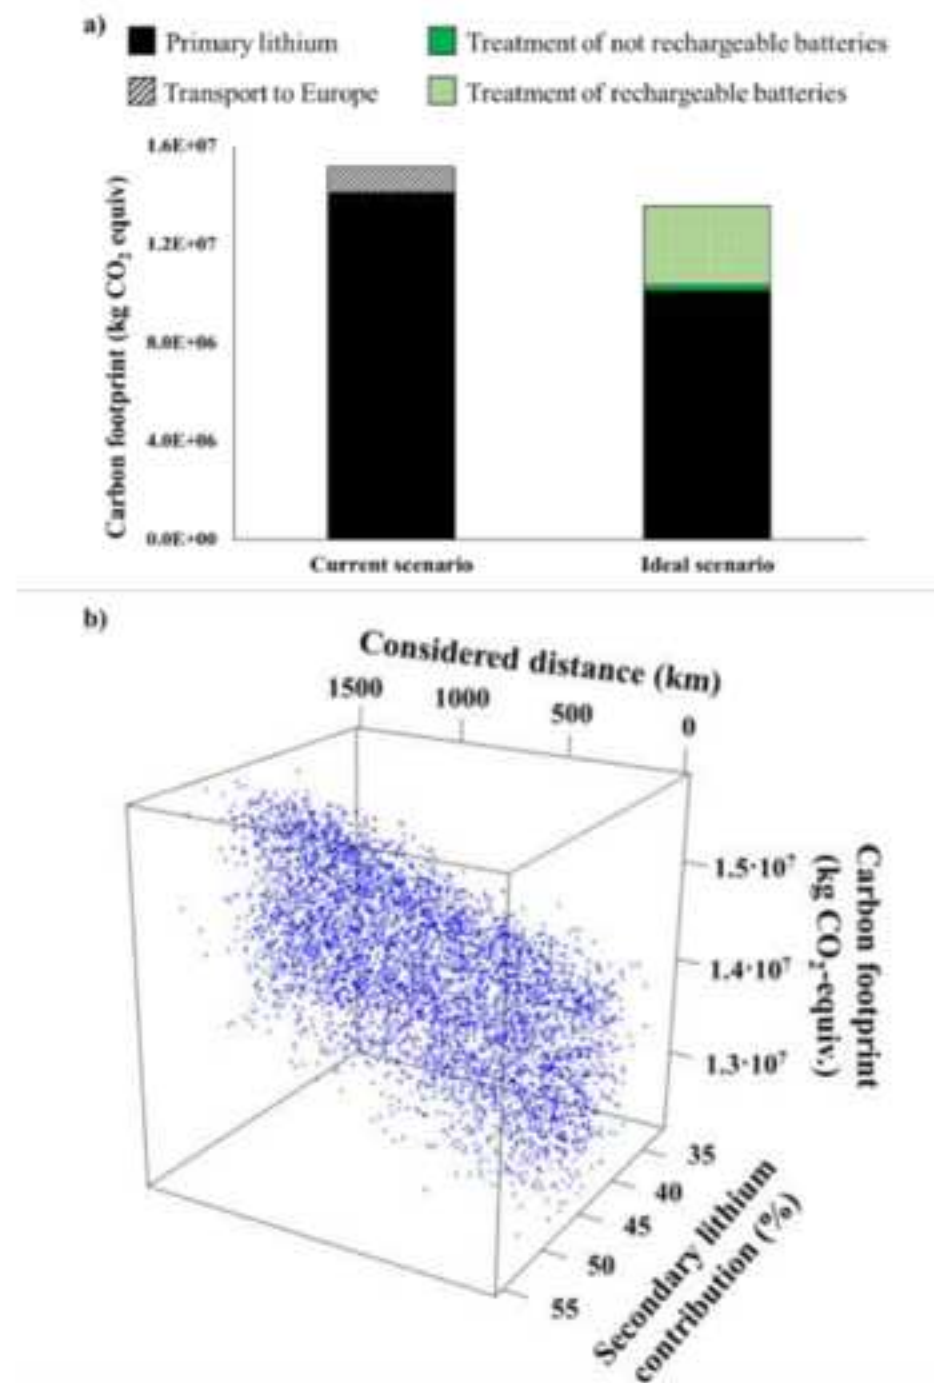 a)
Primary lithium
Treatment of not rechargeable batteries
Transport to Europe
Treatment of rechargeable batteries
1.6E+07
1.2E+07
8.0E+06
4.0E+06
0.0E+00
Carbon footprint (kg CO₂ equiv)
Current scenario
Ideal scenario
b)
Considered distance (km)
1500
1000
500
0
1.5·10⁷
1.4·10⁷
1.3·10⁷
Carbon footprint
(kg CO₂-equiv.)
35
40
45
50
55
Secondary lithium
contribution (%)